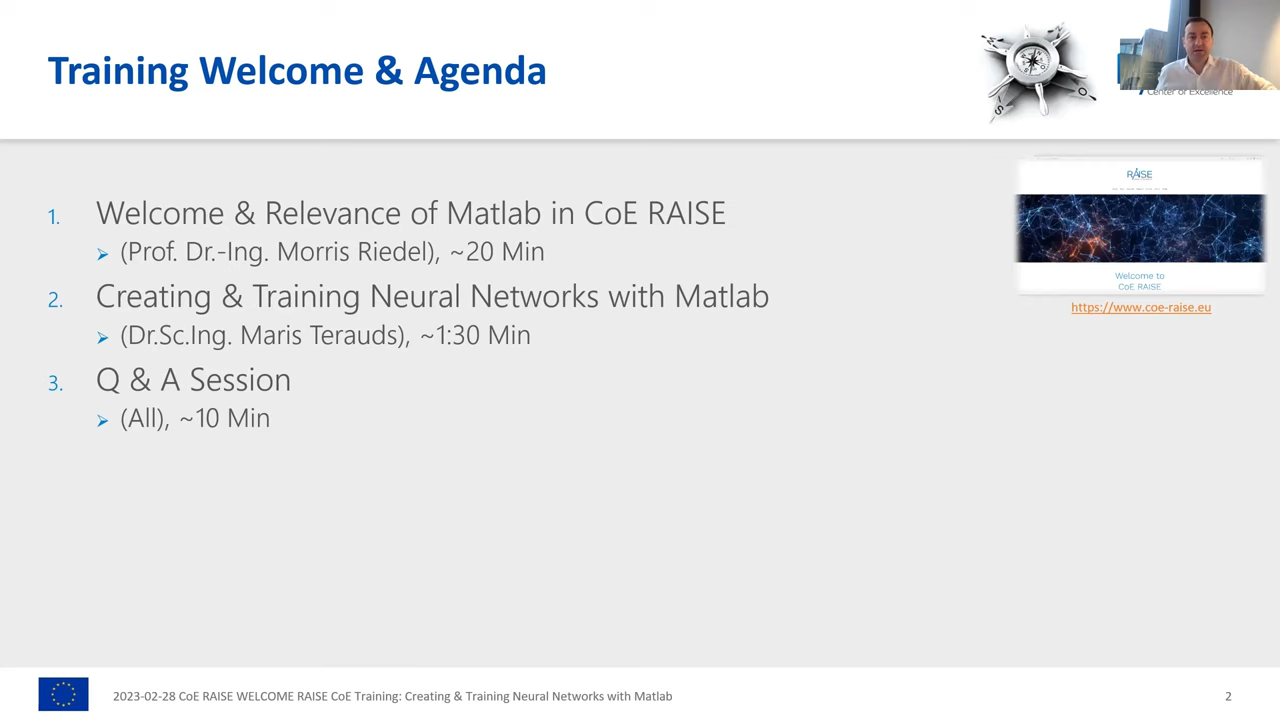 Training Welcome & Agenda
Center of Excellence
1. Welcome & Relevance of Matlab in CoE RAISE
(Prof. Dr.-Ing. Morris Riedel), ~20 Min
2. Creating & Training Neural Networks with Matlab
(Dr.Sc.Ing. Maris Terauds), ~1:30 Min
3. Q & A Session
(All), ~10 Min
RAISE
Welcome to
CoE RAISE
https://www.coe-raise.eu
2023-02-28 CoE RAISE WELCOME RAISE CoE Training: Creating & Training Neural Networks with Matlab
2